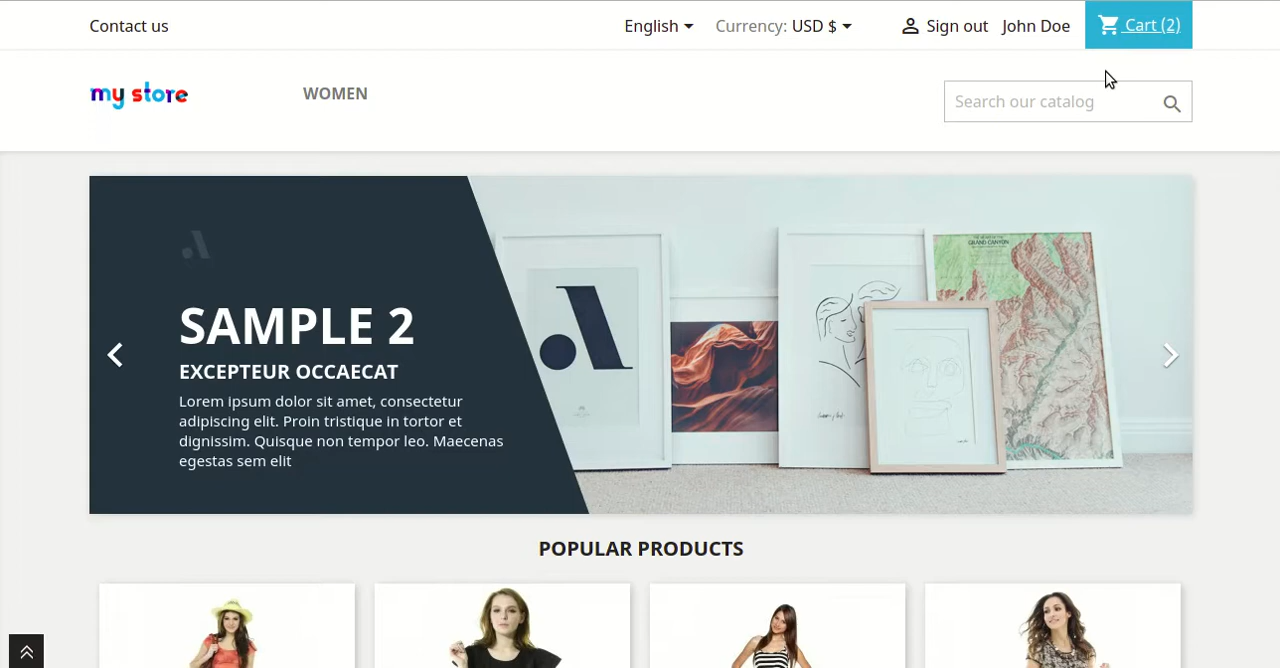 Contact us
English
Currency: USD $
Sign out
John Doe
Cart (2)
my store
WOMEN
Search our catalog
GRAND CANYON
SAMPLE 2
EXCEPTEUR OCCAECAT
Lorem ipsum dolor sit amet, consectetur
adipiscing elit. Proin tristique in tortor et
dignissim. Quisque non tempor leo. Maecenas
egestas sem elit
POPULAR PRODUCTS